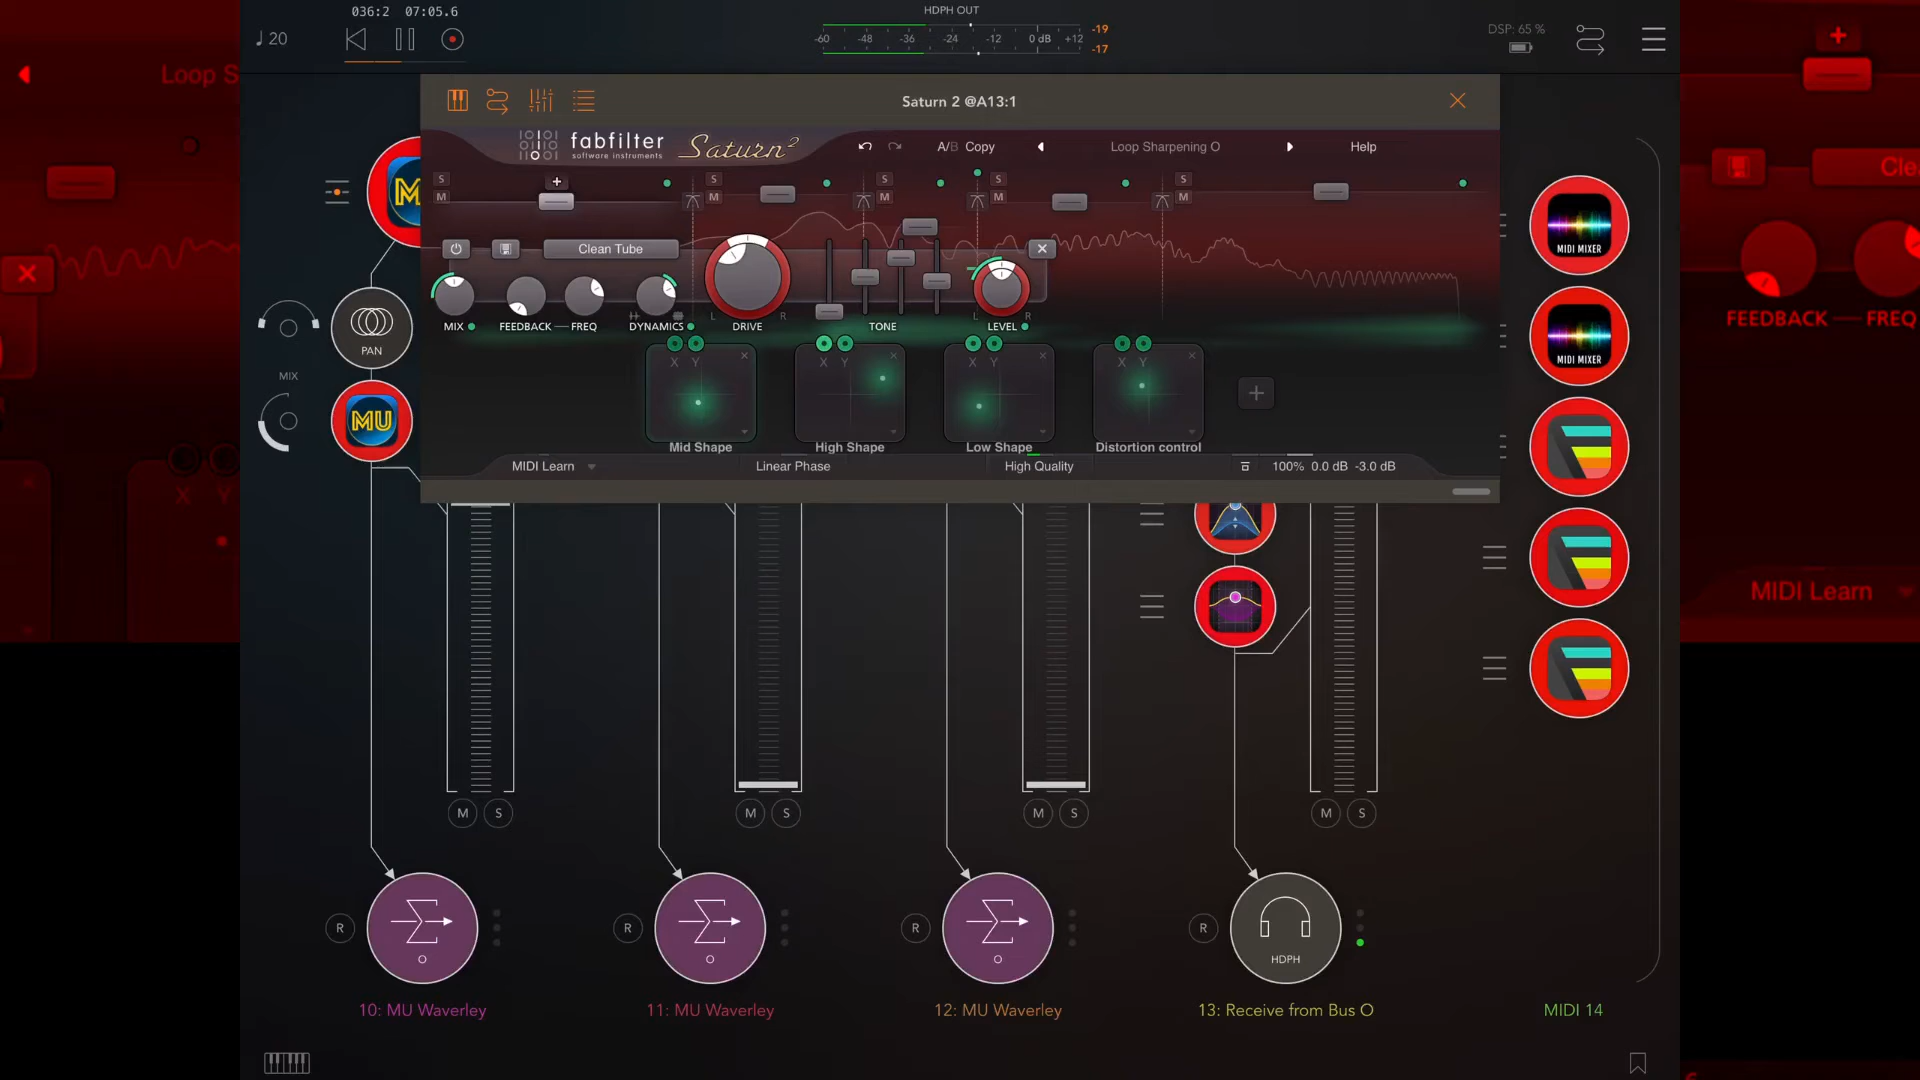 036:2 07:05.6
♩20
HDPH OUT
-60 -48 -36 -24 -12 0 dB +12
-19
-17
DSP: 65 %
Loop S
Saturn 2 @A13:1
fabfilter
software instruments
Saturn 2
A/B Copy
Loop Sharpening O
Help
S M
S M
S M
S M
S M
Clean Tube
MIX
FEEDBACK
FREQ
DYNAMICS
L R
DRIVE
TONE
L R
LEVEL
X Y
X Y
X Y
X Y
Mid Shape
High Shape
Low Shape
Distortion control
MIDI Learn
Linear Phase
High Quality
100% 0.0 dB -3.0 dB
M
PAN
MIX
MU
MIDI MIXER
MIDI MIXER
Cle
FEEDBACK
FREQ
X Y
MIDI Learn
M S
M S
M S
M S
R
O
R
O
R
O
R
HDPH
10: MU Waverley
11: MU Waverley
12: MU Waverley
13: Receive from Bus O
MIDI 14